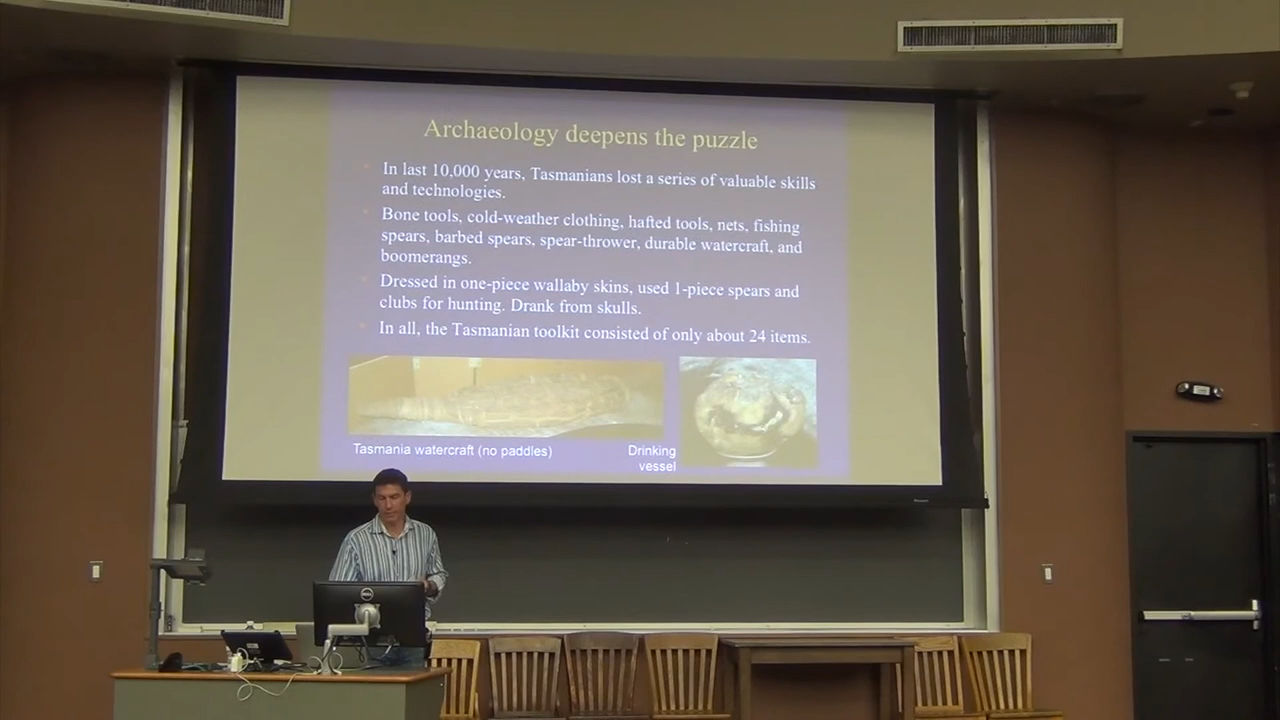 Archaeology deepens the puzzle
In last 10,000 years, Tasmanians lost a series of valuable skills
and technologies.
Bone tools, cold-weather clothing, hafted tools, nets, fishing
spears, barbed spears, spear-thrower, durable watercraft, and
boomerangs.
Dressed in one-piece wallaby skins, used 1-piece spears and
clubs for hunting. Drank from skulls.
In all, the Tasmanian toolkit consisted of only about 24 items.
Tasmania watercraft (no paddles)
Drinking
vessel
DELL